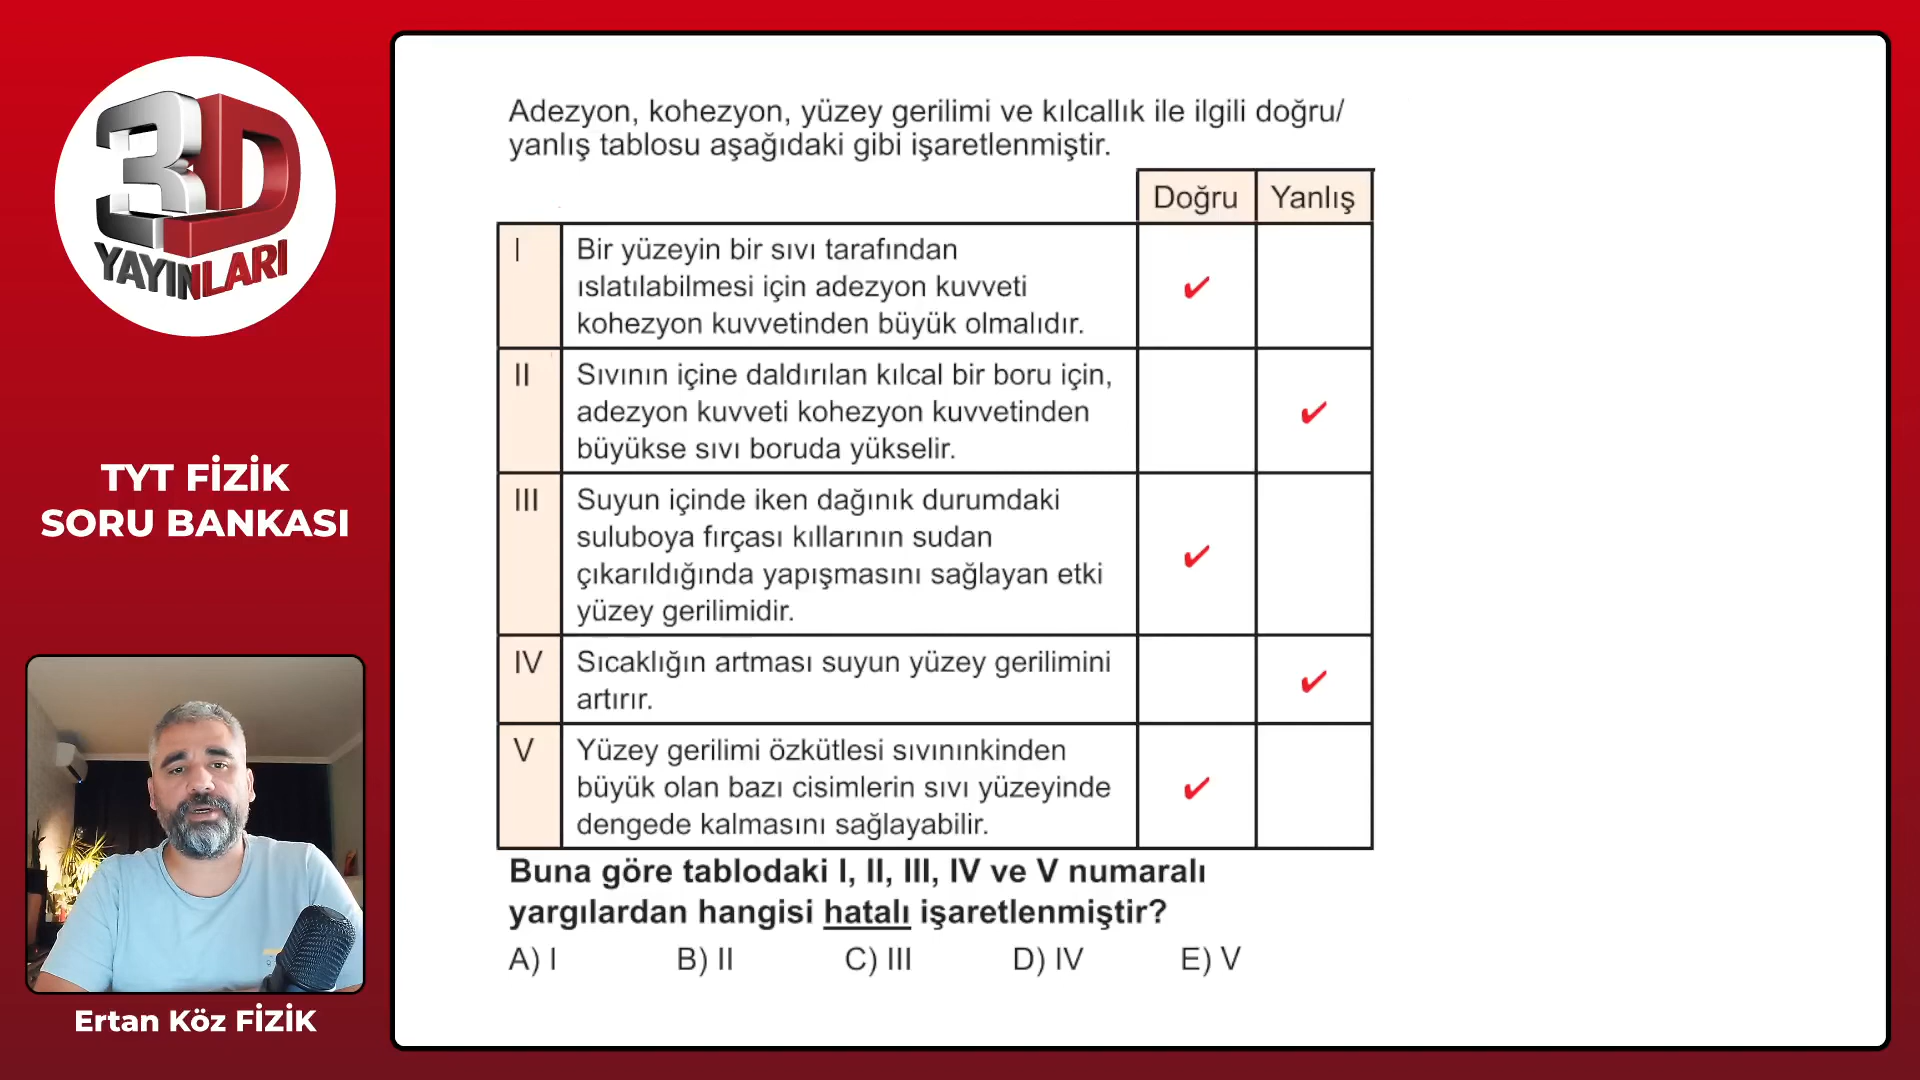 3D
YAYINLARI
TYT FİZİK
SORU BANKASI
Ertan Köz FİZİK
Adezyon, kohezyon, yüzey gerilimi ve kılcallık ile ilgili doğru/
yanlış tablosu aşağıdaki gibi işaretlenmiştir.
Doğru Yanlış
I Bir yüzeyin bir sıvı tarafından
ıslatılabilmesi için adezyon kuvveti
kohezyon kuvvetinden büyük olmalıdır. ✓
II Sıvının içine daldırılan kılcal bir boru için,
adezyon kuvveti kohezyon kuvvetinden
büyükse sıvı boruda yükselir. ✓
III Suyun içinde iken dağınık durumdaki
suluboya fırçası kıllarının sudan
çıkarıldığında yapışmasını sağlayan etki
yüzey gerilimidir. ✓
IV Sıcaklığın artması suyun yüzey gerilimini
artırır. ✓
V Yüzey gerilimi özkütlesi sıvınınkinden
büyük olan bazı cisimlerin sıvı yüzeyinde
dengede kalmasını sağlayabilir. ✓
Buna göre tablodaki I, II, III, IV ve V numaralı
yargılardan hangisi hatalı işaretlenmiştir?
A) I B) II C) III D) IV E) V